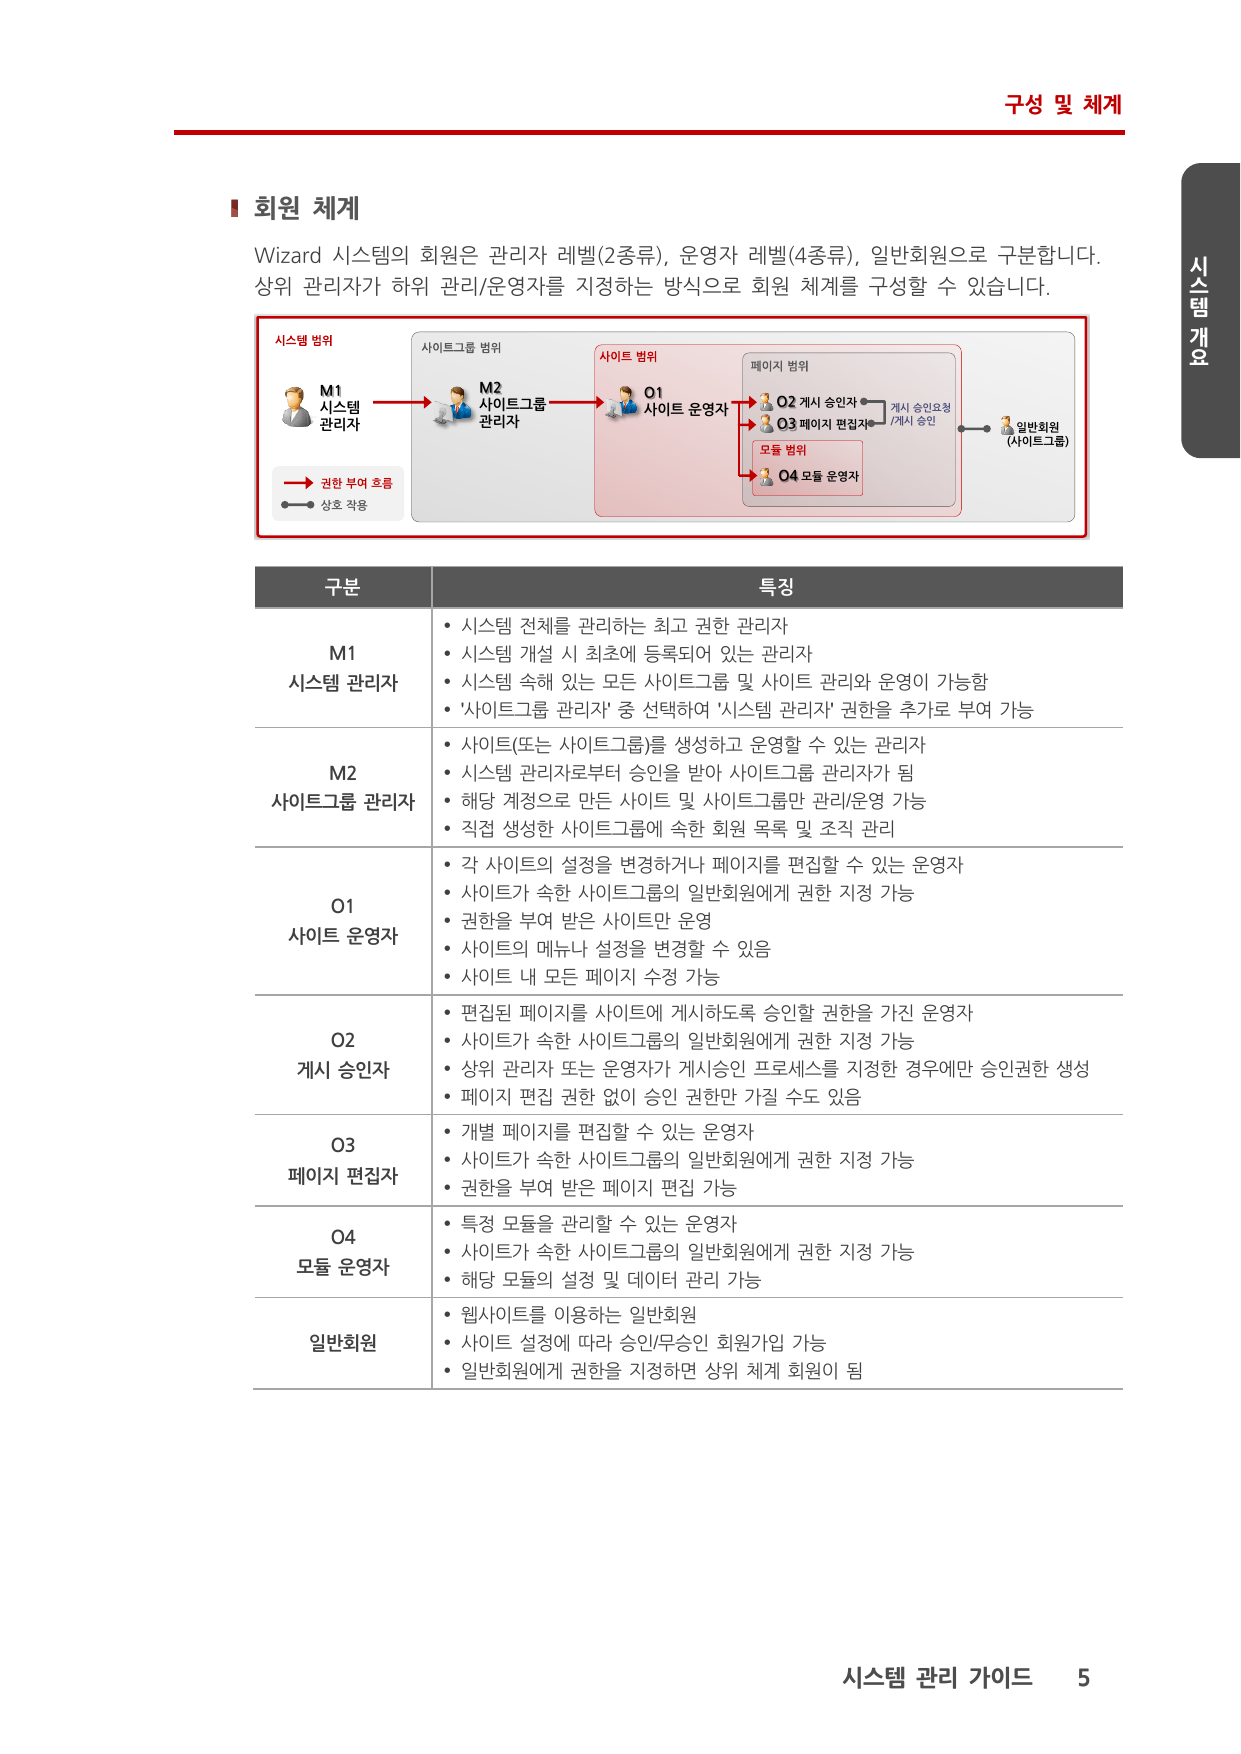 구성 및 체계
시스템 개요
회원 체계
Wizard 시스템의 회원은 관리자 레벨(2종류), 운영자 레벨(4종류), 일반회원으로 구분합니다.
상위 관리자가 하위 관리/운영자를 지정하는 방식으로 회원 체계를 구성할 수 있습니다.
시스템 범위
사이트그룹 범위
사이트 범위
페이지 범위
M1
시스템
관리자
M2
사이트그룹
관리자
O1
사이트 운영자
O2 게시 승인자
O3 페이지 편집자
게시 승인요청
/게시 승인
모듈 범위
O4 모듈 운영자
일반회원
(사이트그룹)
권한 부여 흐름
상호 작용
구분 특징
M1
시스템 관리자
• 시스템 전체를 관리하는 최고 권한 관리자
• 시스템 개설 시 최초에 등록되어 있는 관리자
• 시스템 속해 있는 모든 사이트그룹 및 사이트 관리와 운영이 가능함
• '사이트그룹 관리자' 중 선택하여 '시스템 관리자' 권한을 추가로 부여 가능
M2
사이트그룹 관리자
• 사이트(또는 사이트그룹)를 생성하고 운영할 수 있는 관리자
• 시스템 관리자로부터 승인을 받아 사이트그룹 관리자가 됨
• 해당 계정으로 만든 사이트 및 사이트그룹만 관리/운영 가능
• 직접 생성한 사이트그룹에 속한 회원 목록 및 조직 관리
O1
사이트 운영자
• 각 사이트의 설정을 변경하거나 페이지를 편집할 수 있는 운영자
• 사이트가 속한 사이트그룹의 일반회원에게 권한 지정 가능
• 권한을 부여 받은 사이트만 운영
• 사이트의 메뉴나 설정을 변경할 수 있음
• 사이트 내 모든 페이지 수정 가능
O2
게시 승인자
• 편집된 페이지를 사이트에 게시하도록 승인할 권한을 가진 운영자
• 사이트가 속한 사이트그룹의 일반회원에게 권한 지정 가능
• 상위 관리자 또는 운영자가 게시승인 프로세스를 지정한 경우에만 승인권한 생성
• 페이지 편집 권한 없이 승인 권한만 가질 수도 있음
O3
페이지 편집자
• 개별 페이지를 편집할 수 있는 운영자
• 사이트가 속한 사이트그룹의 일반회원에게 권한 지정 가능
• 권한을 부여 받은 페이지 편집 가능
O4
모듈 운영자
• 특정 모듈을 관리할 수 있는 운영자
• 사이트가 속한 사이트그룹의 일반회원에게 권한 지정 가능
• 해당 모듈의 설정 및 데이터 관리 가능
일반회원
• 웹사이트를 이용하는 일반회원
• 사이트 설정에 따라 승인/무승인 회원가입 가능
• 일반회원에게 권한을 지정하면 상위 체계 회원이 됨
시스템 관리 가이드 5